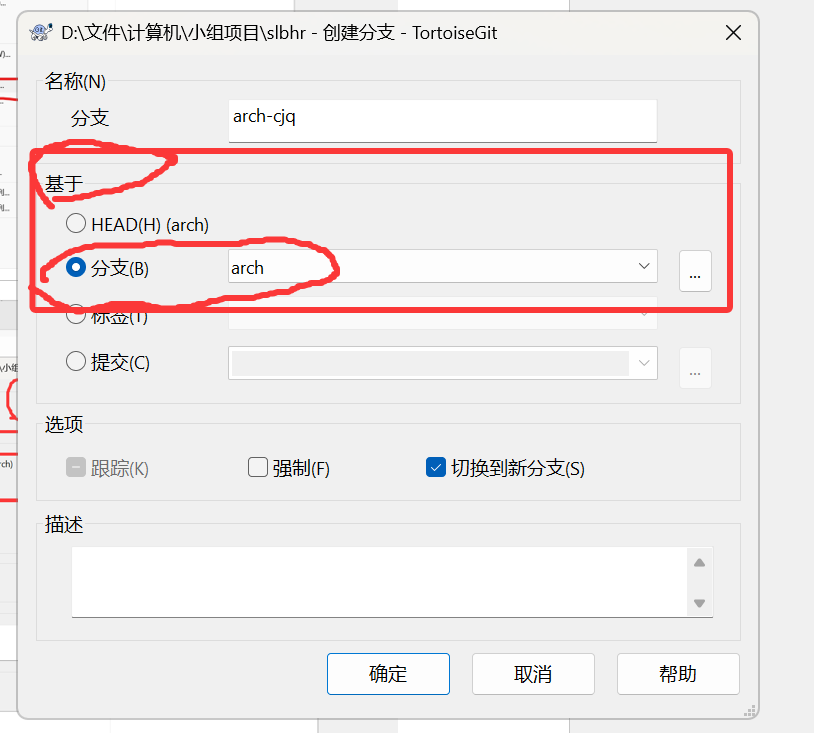 D:\文件\计算机\小组项目\slbhr - 创建分支 - TortoiseGit
名称(N)
分支 arch-cjq
基于
HEAD(H) (arch)
分支(B) arch ...
标签(T)
提交(C) ...
选项
跟踪(K) 强制(F) 切换到新分支(S)
描述
确定 取消 帮助